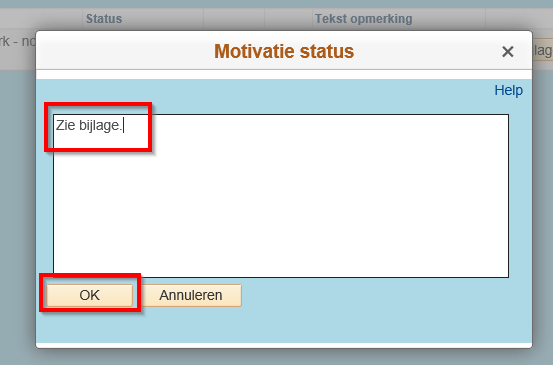 Status Tekst opmerking
rk - no
lag
Motivatie status
Help
Zie bijlage.
OK Annuleren